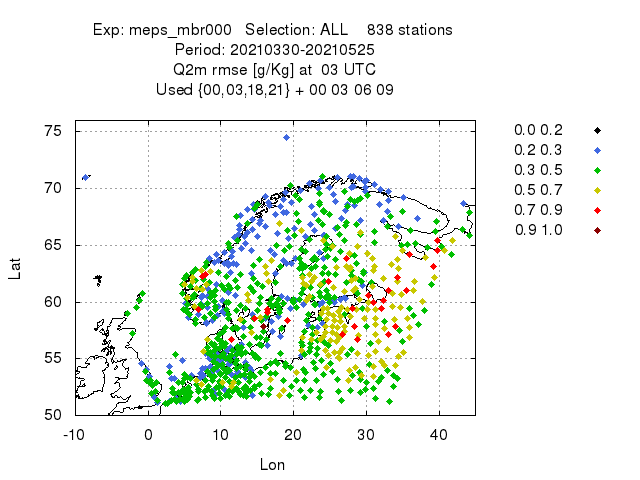 Exp: meps_mbr000   Selection: ALL    838 stations
Period: 20210330-20210525
Q2m rmse [g/Kg] at  03 UTC
Used {00,03,18,21} + 00 03 06 09
75
70
65
60
55
50
Lat
-10 0 10 20 30 40
Lon
0.0 0.2
0.2 0.3
0.3 0.5
0.5 0.7
0.7 0.9
0.9 1.0